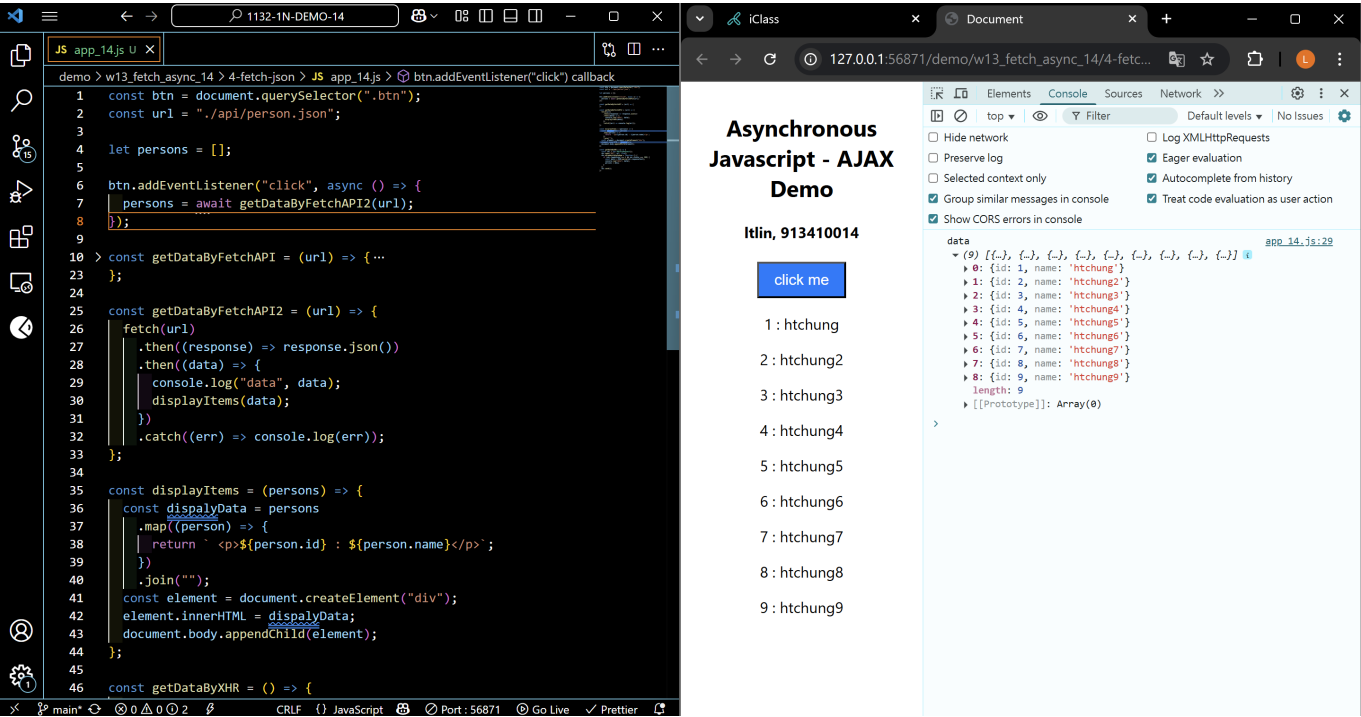 1132-1N-DEMO-14
JS app_14.js U
demo > w13_fetch_async_14 > 4-fetch-json > JS app_14.js > btn.addEventListener("click") callback
1 const btn = document.querySelector(".btn");
2 const url = "./api/person.json";
3
4 let persons = [];
5
6 btn.addEventListener("click", async () => {
7 persons = await getDataByFetchAPI2(url);
8 });
9
10 > const getDataByFetchAPI = (url) => {…
23 };
24
25 const getDataByFetchAPI2 = (url) => {
26 fetch(url)
27 .then((response) => response.json())
28 .then((data) => {
29 console.log("data", data);
30 displayItems(data);
31 })
32 .catch((err) => console.log(err));
33 };
34
35 const displayItems = (persons) => {
36 const dispalyData = persons
37 .map((person) => {
38 return ` <p>${person.id} : ${person.name}</p>`;
39 })
40 .join("");
41 const element = document.createElement("div");
42 element.innerHTML = dispalyData;
43 document.body.appendChild(element);
44 };
45
46 const getDataByXHR = () => {
15
1
main* 0 0 2 CRLF {} JavaScript Port : 56871 Go Live Prettier
iClass
Document
127.0.0.1:56871/demo/w13_fetch_async_14/4-fetc...
L
Asynchronous
Javascript - AJAX
Demo
ltlin, 913410014
click me
1 : htchung
2 : htchung2
3 : htchung3
4 : htchung4
5 : htchung5
6 : htchung6
7 : htchung7
8 : htchung8
9 : htchung9
Elements Console Sources Network
top Filter Default levels No Issues
Hide network Log XMLHttpRequests
Preserve log Eager evaluation
Selected context only Autocomplete from history
Group similar messages in console Treat code evaluation as user action
Show CORS errors in console
data app_14.js:29
(9) [{…}, {…}, {…}, {…}, {…}, {…}, {…}, {…}, {…}] i
0: {id: 1, name: 'htchung'}
1: {id: 2, name: 'htchung2'}
2: {id: 3, name: 'htchung3'}
3: {id: 4, name: 'htchung4'}
4: {id: 5, name: 'htchung5'}
5: {id: 6, name: 'htchung6'}
6: {id: 7, name: 'htchung7'}
7: {id: 8, name: 'htchung8'}
8: {id: 9, name: 'htchung9'}
length: 9
[[Prototype]]: Array(0)